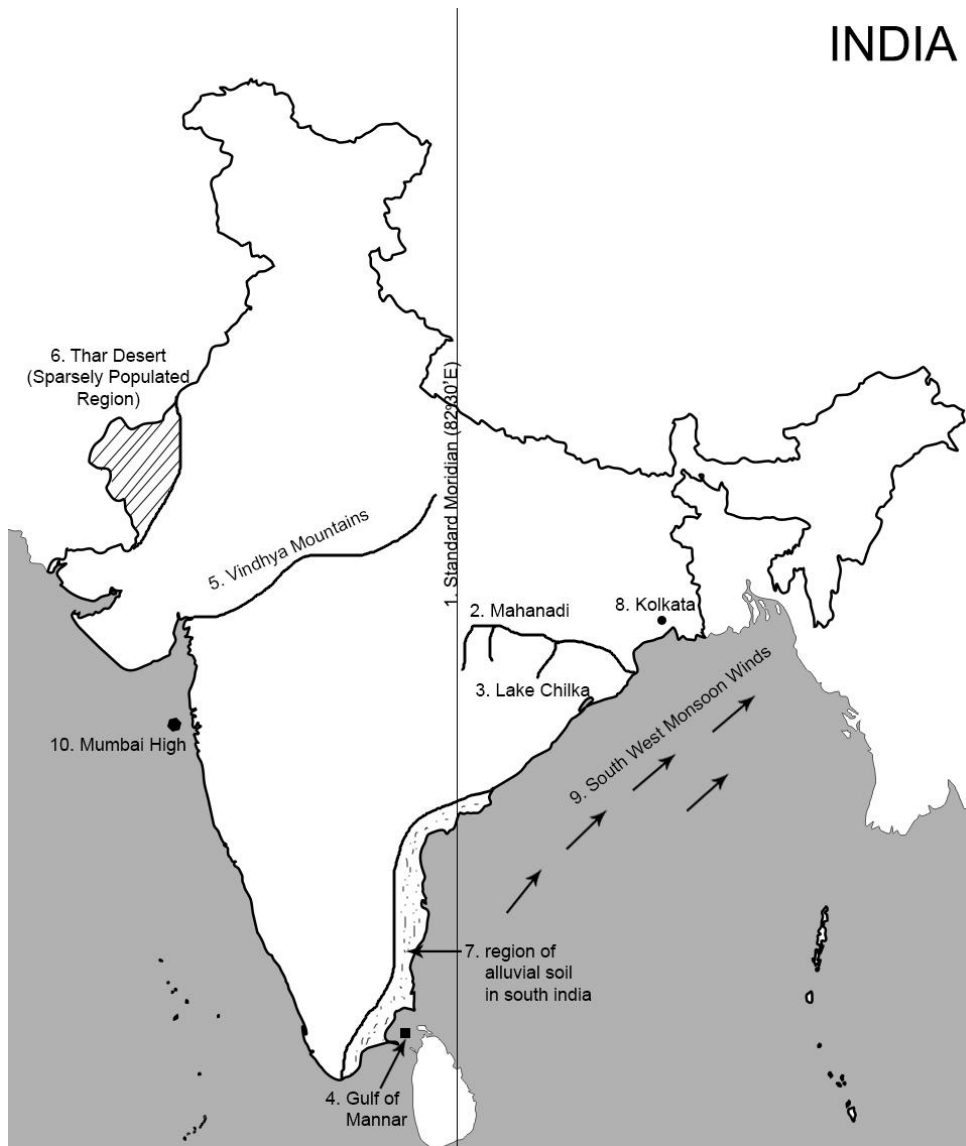 INDIA
6. Thar Desert
(Sparsely Populated
Region)
1. Standard Moridian (82º30'E)
5. Vindhya Mountains
2. Mahanadi
8. Kolkata
3. Lake Chilka
9. South West Monsoon Winds
10. Mumbai High
7. region of
alluvial soil
in south india
4. Gulf of
Mannar